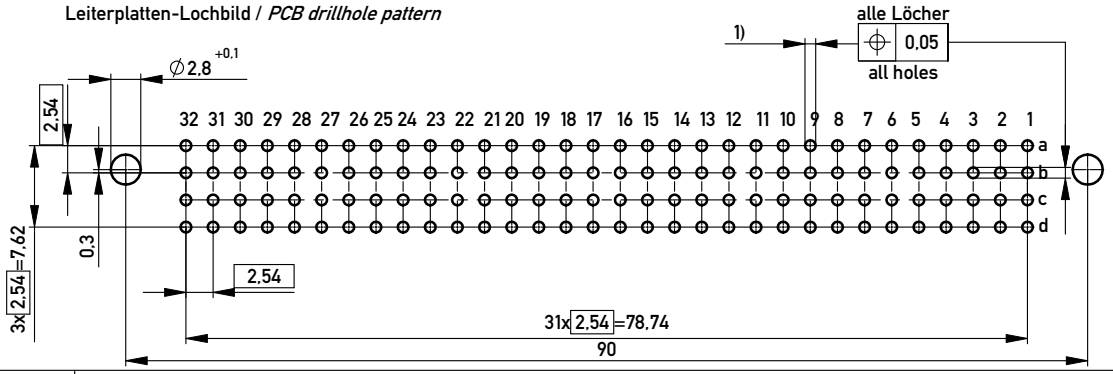 Leiterplatten-Lochbild / PCB drillhole pattern
alle Löcher
1)
0,05
all holes
Ø2,8 +0,1
2,54
32 31 30 29 28 27 26 25 24 23 22 21 20 19 18 17 16 15 14 13 12 11 10 9 8 7 6 5 4 3 2 1
a
b
c
d
0,3
3x 2,54=7,62
2,54
31x 2,54=78,74
90